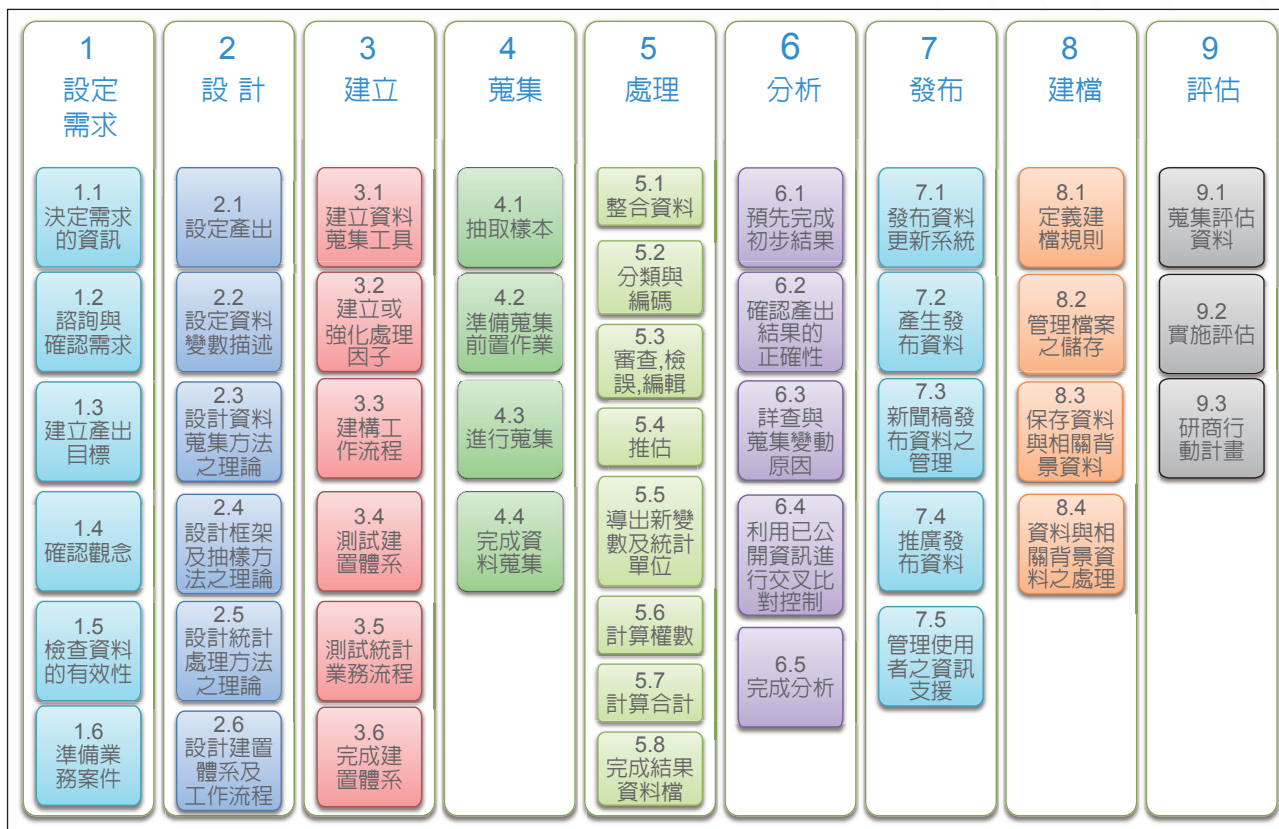 1
設定
需求
1.1
決定需求
的資訊
1.2
諮詢與
確認需求
1.3
建立產出
目標
1.4
確認觀念
1.5
檢查資料
的有效性
1.6
準備業
務案件
2
設 計
2.1
設定產出
2.2
設定資料
變數描述
2.3
設計資料
蒐集方法
之理論
2.4
設計框架
及抽樣方
法之理論
2.5
設計統計
處理方法
之理論
2.6
設計建置
體系及
工作流程
3
建立
3.1
建立資料
蒐集工具
3.2
建立或
強化處理
因子
3.3
建構工
作流程
3.4
測試建
置體系
3.5
測試統計
業務流程
3.6
完成建
置體系
4
蒐集
4.1
抽取樣本
4.2
準備蒐集
前置作業
4.3
進行蒐集
4.4
完成資
料蒐集
5
處理
5.1
整合資料
5.2
分類與
編碼
5.3
審查,檢
誤,編輯
5.4
推估
5.5
導出新變
數及統計
單位
5.6
計算權數
5.7
計算合計
5.8
完成結果
資料檔
6
分析
6.1
預先完成
初步結果
6.2
確認產出
結果的
正確性
6.3
詳查與
蒐集變動
原因
6.4
利用已公
開資訊進
行交叉比
對控制
6.5
完成分析
7
發布
7.1
發布資料
更新系統
7.2
產生發
布資料
7.3
新聞稿發
布資料之
管理
7.4
推廣發
布資料
7.5
管理使用
者之資訊
支援
8
建檔
8.1
定義建
檔規則
8.2
管理檔案
之儲存
8.3
保存資料
與相關背
景資料
8.4
資料與相
關背景資
料之處理
9
評估
9.1
蒐集評估
資料
9.2
實施評估
9.3
研商行
動計畫